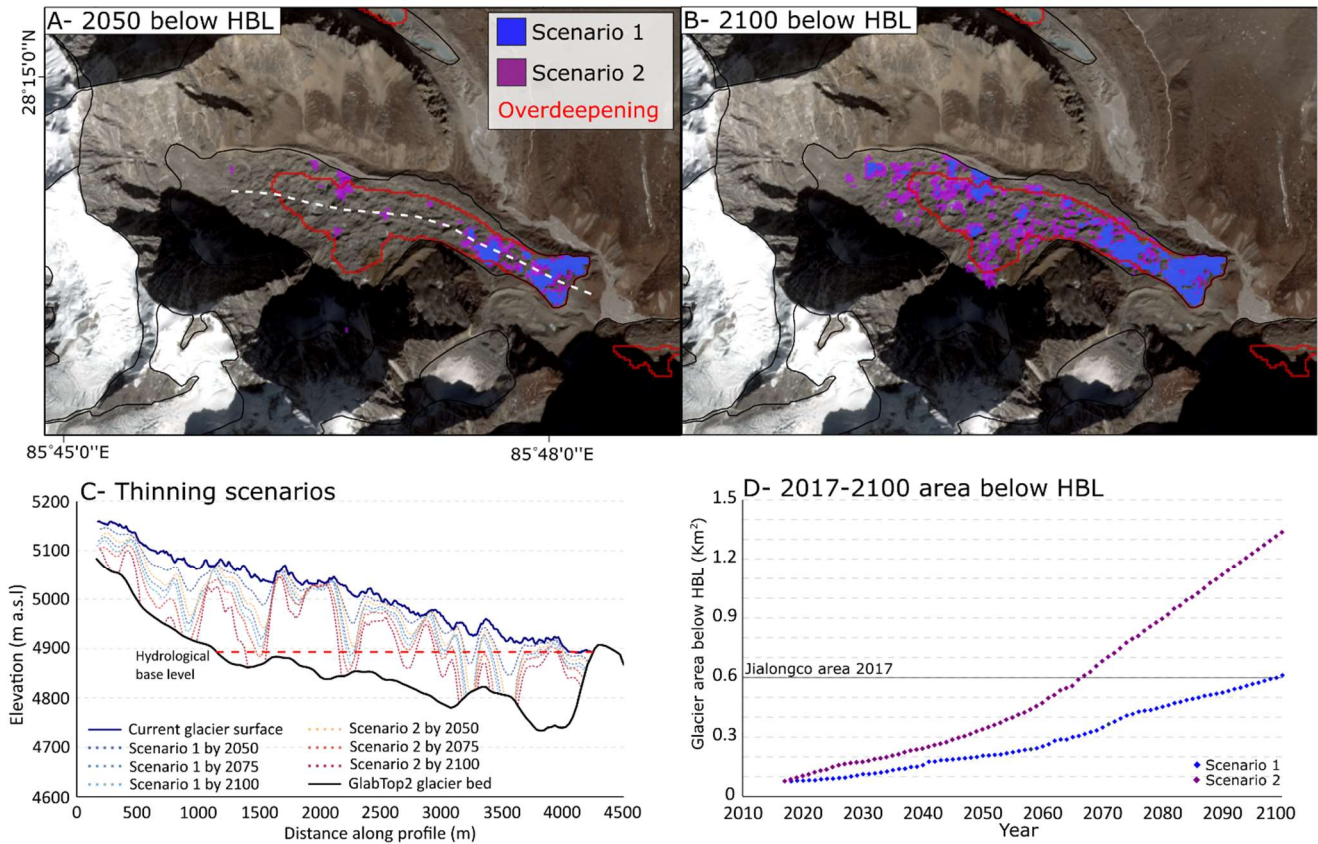 A- 2050 below HBL
Scenario 1
Scenario 2
Overdeepening
B- 2100 below HBL
28°15'0''N
85°45'0''E
85°48'0''E
C- Thinning scenarios
5200
5100
5000
4900
4800
4700
4600
Elevation (m a.s.l)
Hydrological
base level
Current glacier surface
Scenario 1 by 2050
Scenario 1 by 2075
Scenario 1 by 2100
Scenario 2 by 2050
Scenario 2 by 2075
Scenario 2 by 2100
GlabTop2 glacier bed
0 500 1000 1500 2000 2500 3000 3500 4000 4500
Distance along profile (m)
D- 2017-2100 area below HBL
1.5
1.2
0.9
0.6
0.3
0
Glacier area below HBL (Km²)
Jialongco area 2017
Scenario 1
Scenario 2
2010 2020 2030 2040 2050 2060 2070 2080 2090 2100
Year